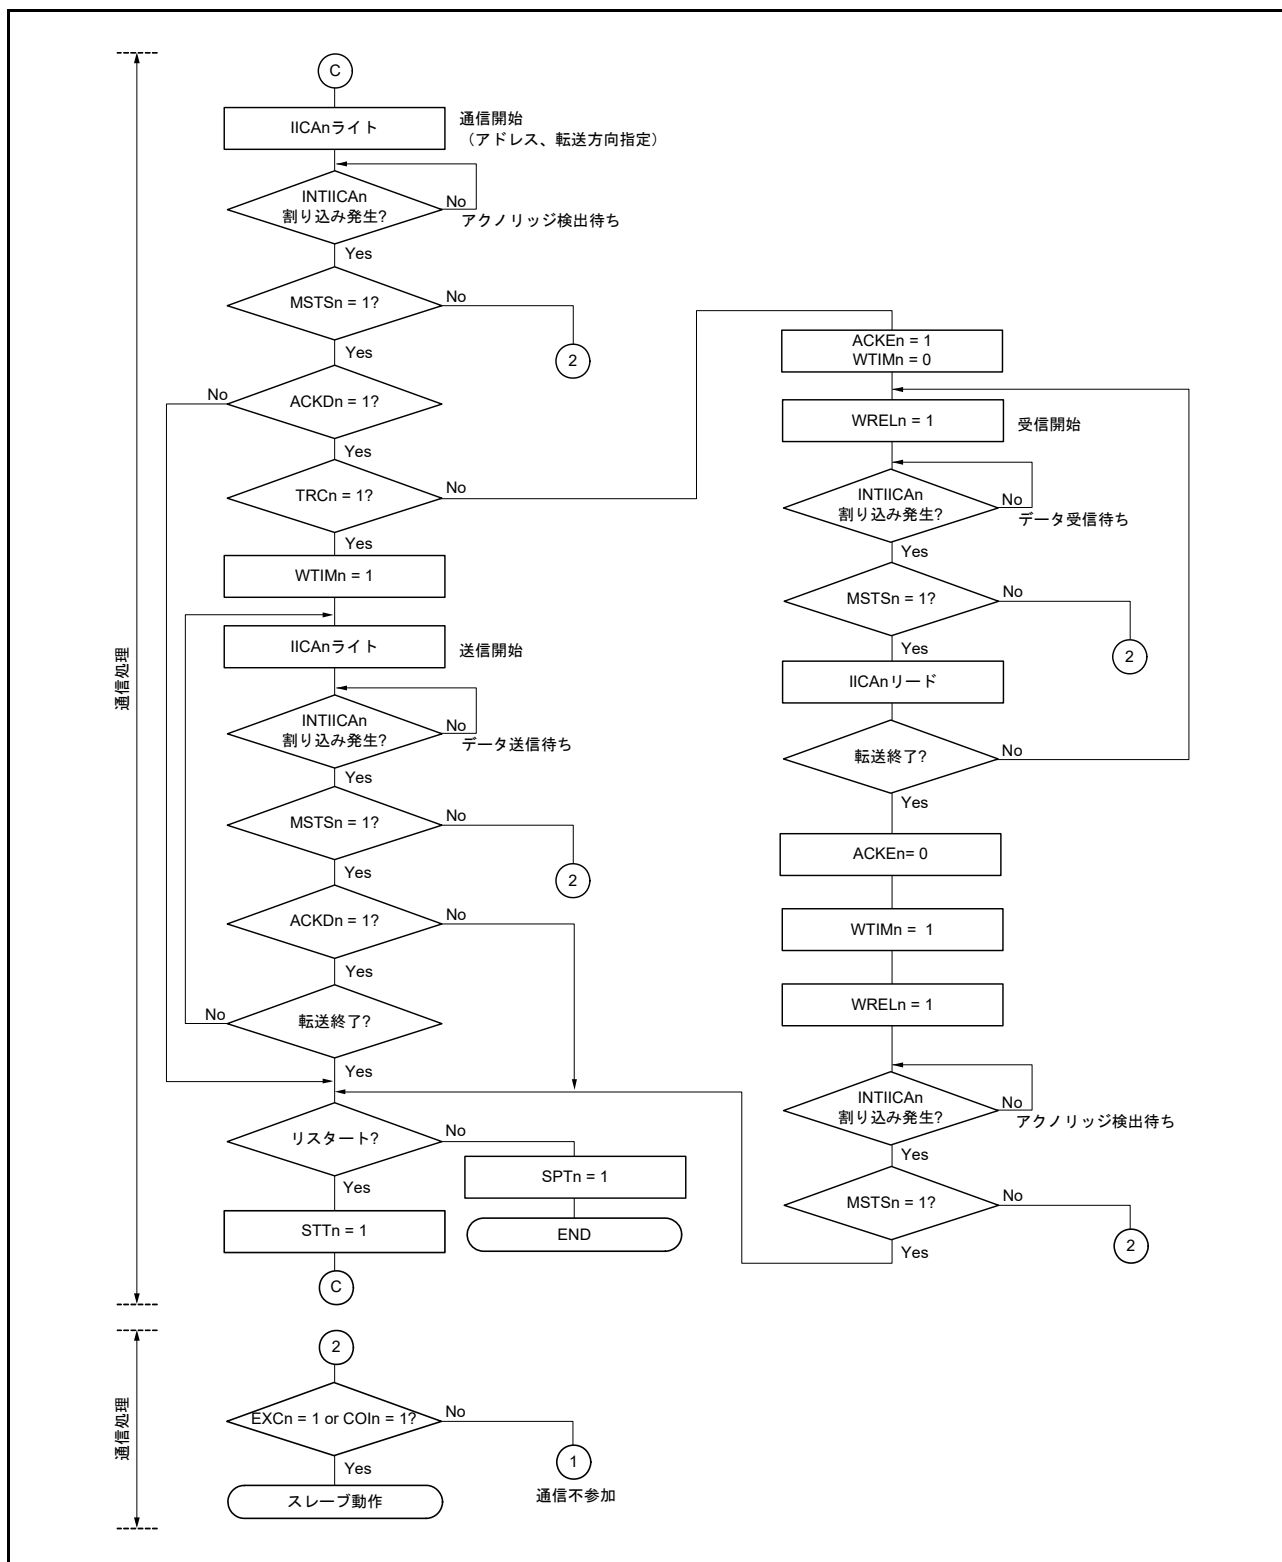 C
IICAnライト
通信開始
（アドレス、転送方向指定）
INTIICAn
割り込み発生?
No
アクノリッジ検出待ち
Yes
MSTSn = 1?
No
2
Yes
ACKDn = 1?
No
Yes
TRCn = 1?
No
Yes
WTIMn = 1
IICAnライト
送信開始
INTIICAn
割り込み発生?
No
データ送信待ち
Yes
MSTSn = 1?
No
2
Yes
ACKDn = 1?
No
Yes
転送終了?
No
Yes
リスタート?
No
SPTn = 1
END
Yes
STTn = 1
C
ACKEn = 1
WTIMn = 0
WRELn = 1
受信開始
INTIICAn
割り込み発生?
No
データ受信待ち
Yes
MSTSn = 1?
No
2
Yes
IICAnリード
転送終了?
No
Yes
ACKEn= 0
WTIMn =  1
WRELn = 1
INTIICAn
割り込み発生?
No
アクノリッジ検出待ち
Yes
MSTSn = 1?
No
2
Yes
通信処理
2
EXCn = 1 or COIn = 1?
No
1
通信不参加
Yes
スレーブ動作
通信処理